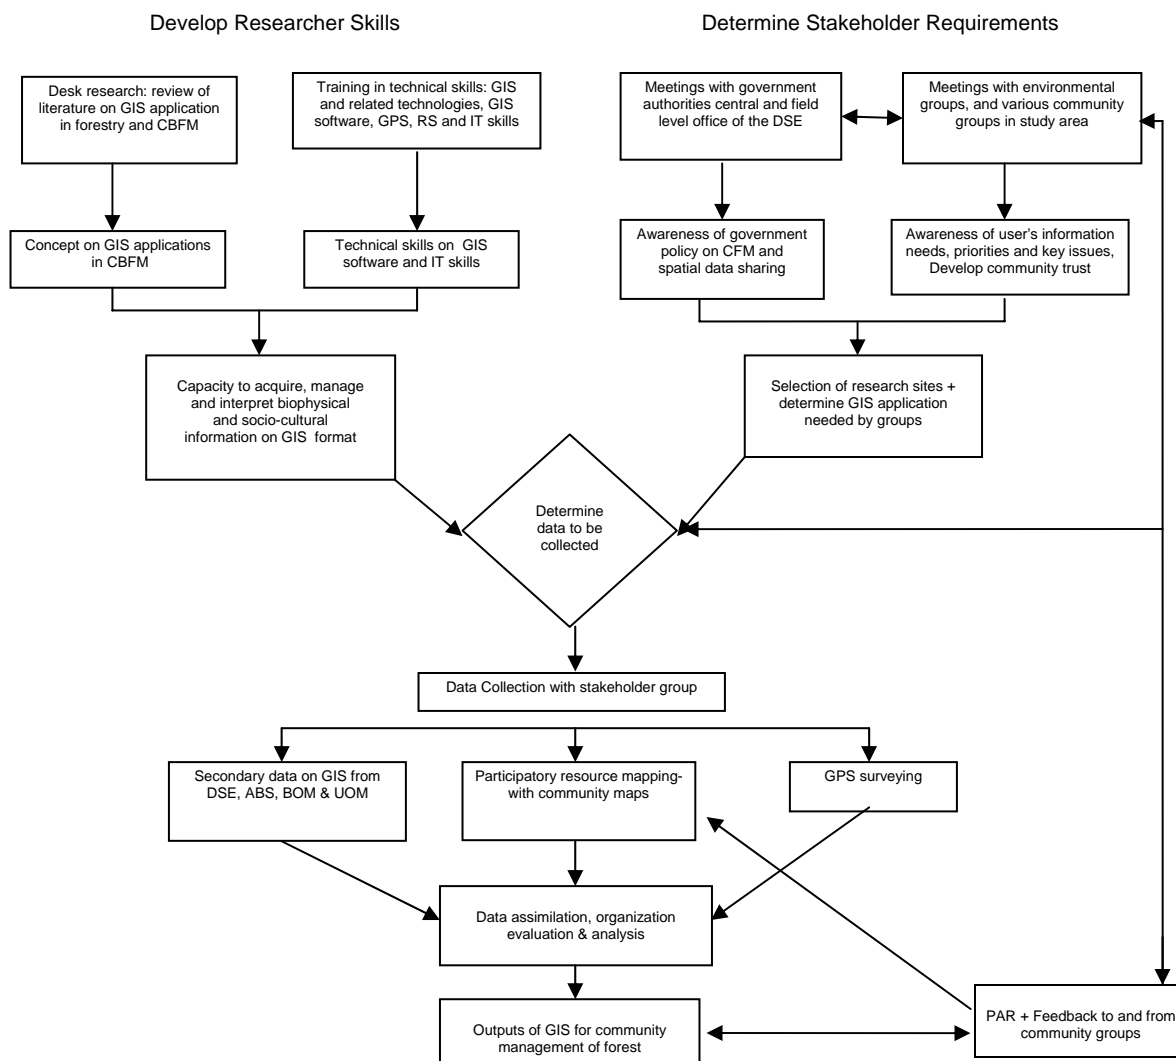 Develop Researcher Skills
Determine Stakeholder Requirements
Desk research: review of
literature on GIS application
in forestry and CBFM
Training in technical skills: GIS
and related technologies, GIS
software, GPS, RS and IT skills
Meetings with government
authorities central and field
level office of the DSE
Meetings with environmental
groups, and various community
groups in study area
Concept on GIS applications
in CBFM
Technical skills on GIS
software and IT skills
Awareness of government
policy on CFM and
spatial data sharing
Awareness of user's information
needs, priorities and key issues,
Develop community trust
Capacity to acquire, manage
and interpret biophysical
and socio-cultural
information on GIS format
Selection of research sites +
determine GIS application
needed by groups
Determine
data to be
collected
Data Collection with stakeholder group
Secondary data on GIS from
DSE, ABS, BOM & UOM
Participatory resource mapping-
with community maps
GPS surveying
Data assimilation, organization
evaluation & analysis
Outputs of GIS for community
management of forest
PAR + Feedback to and from
community groups